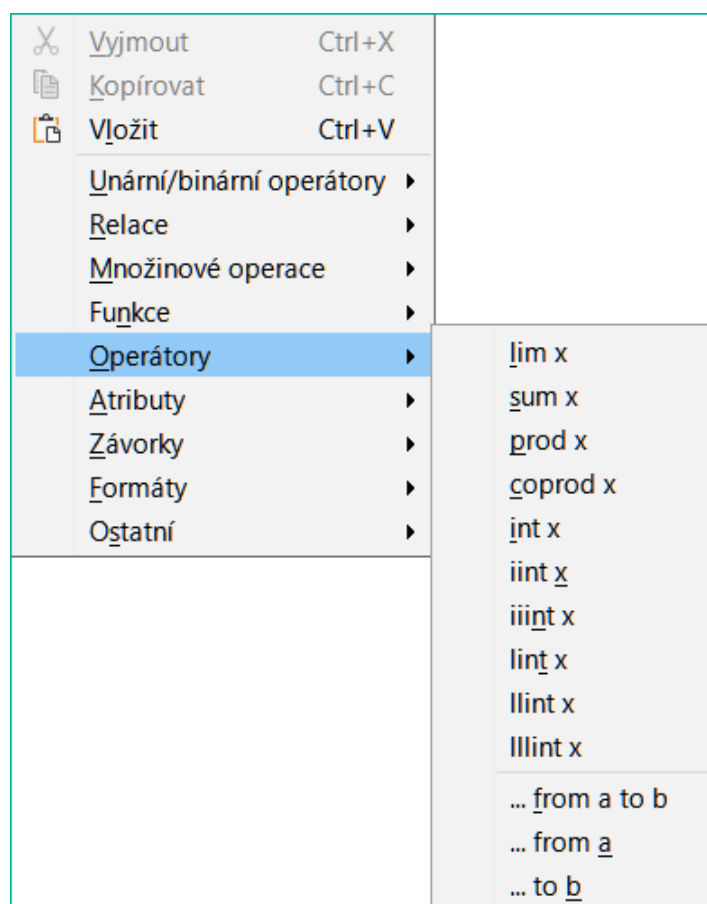 Vyjmout Ctrl+X
Kopírovat Ctrl+C
Vložit Ctrl+V
Unární/binární operátory
Relace
Množinové operace
Funkce
Operátory
Atributy
Závorky
Formáty
Ostatní
lim x
sum x
prod x
coprod x
int x
iint x
iiint x
lint x
llint x
lllint x
... from a to b
... from a
... to b